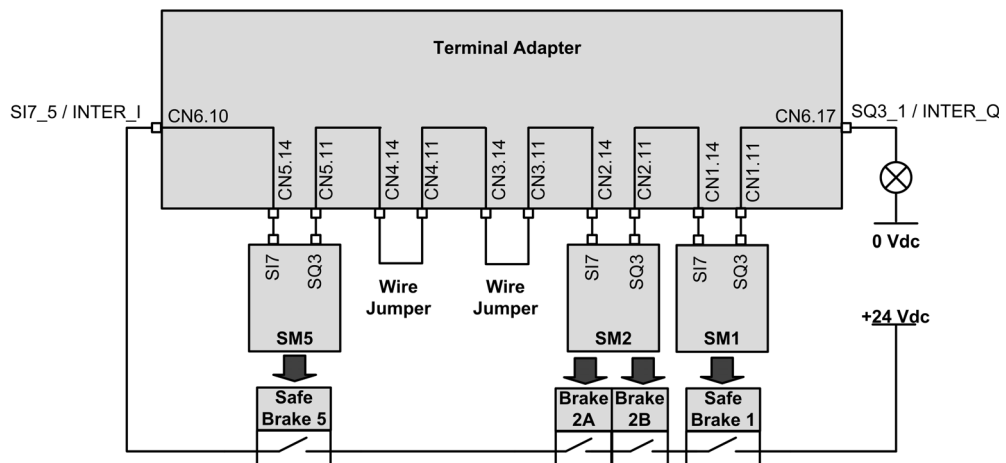 Terminal Adapter
SI7_5 / INTER_I
CN6.10
CN6.17
SQ3_1 / INTER_Q
CN5.14
CN5.11
CN4.14
CN4.11
CN3.14
CN3.11
CN2.14
CN2.11
CN1.14
CN1.11
0 Vdc
SI7
SQ3
SM5
Wire
Jumper
Wire
Jumper
SI7
SQ3
SM2
SI7
SQ3
SM1
+24 Vdc
Safe
Brake 5
Brake
2A
Brake
2B
Safe
Brake 1